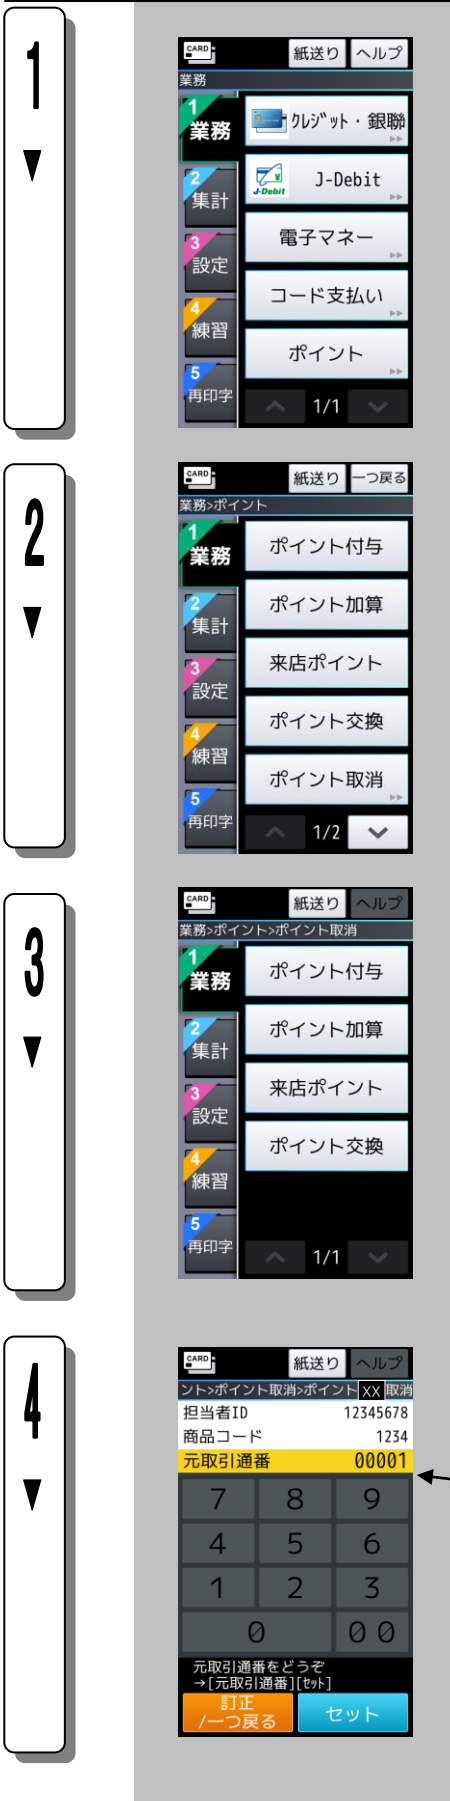 1
▼
CARD
紙送り ヘルプ
業務
1 業務
クレジット・銀聯
2 集計
J-Debit J-Debit
3 設定
電子マネー
4 練習
コード支払い
5 再印字
ポイント
1/1
2
▼
CARD
紙送り 一つ戻る
業務>ポイント
1 業務
ポイント付与
2 集計
ポイント加算
3 設定
来店ポイント
4 練習
ポイント交換
5 再印字
ポイント取消
1/2
3
▼
CARD
紙送り ヘルプ
業務>ポイント>ポイント取消
1 業務
ポイント付与
2 集計
ポイント加算
3 設定
来店ポイント
4 練習
ポイント交換
5 再印字
1/1
4
▼
CARD
紙送り ヘルプ
ント>ポイント取消>ポイントXX取消
担当者ID 12345678
商品コード 1234
元取引通番 00001
7 8 9
4 5 6
1 2 3
0 00
元取引通番をどうぞ
→[元取引通番][セット]
訂正
/一つ戻る
セット